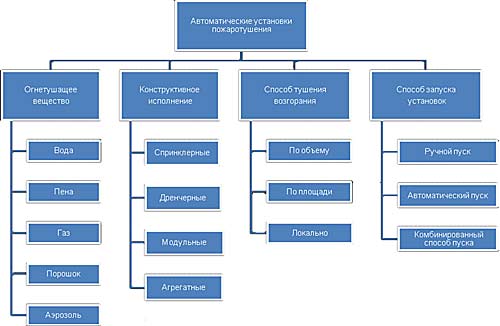 Автоматические установки
пожаротушения
Огнетушащее
вещество
Вода
Пена
Газ
Порошок
Аэрозоль
Конструктивное
исполнение
Спринклерные
Дренчерные
Модульные
Агрегатные
Способ тушения
возгорания
По объему
По площади
Локально
Способ запуска
установок
Ручной пуск
Автоматический пуск
Комбинированный
способ пуска